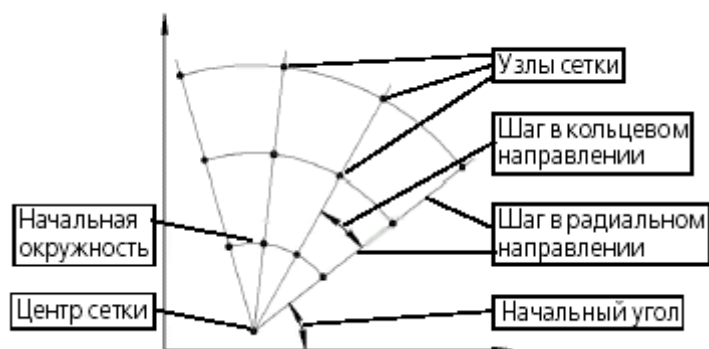 Узлы сетки
Шаг в кольцевом
направлении
Начальная
окружность
Шаг в радиальном
направлении
Центр сетки
Начальный угол